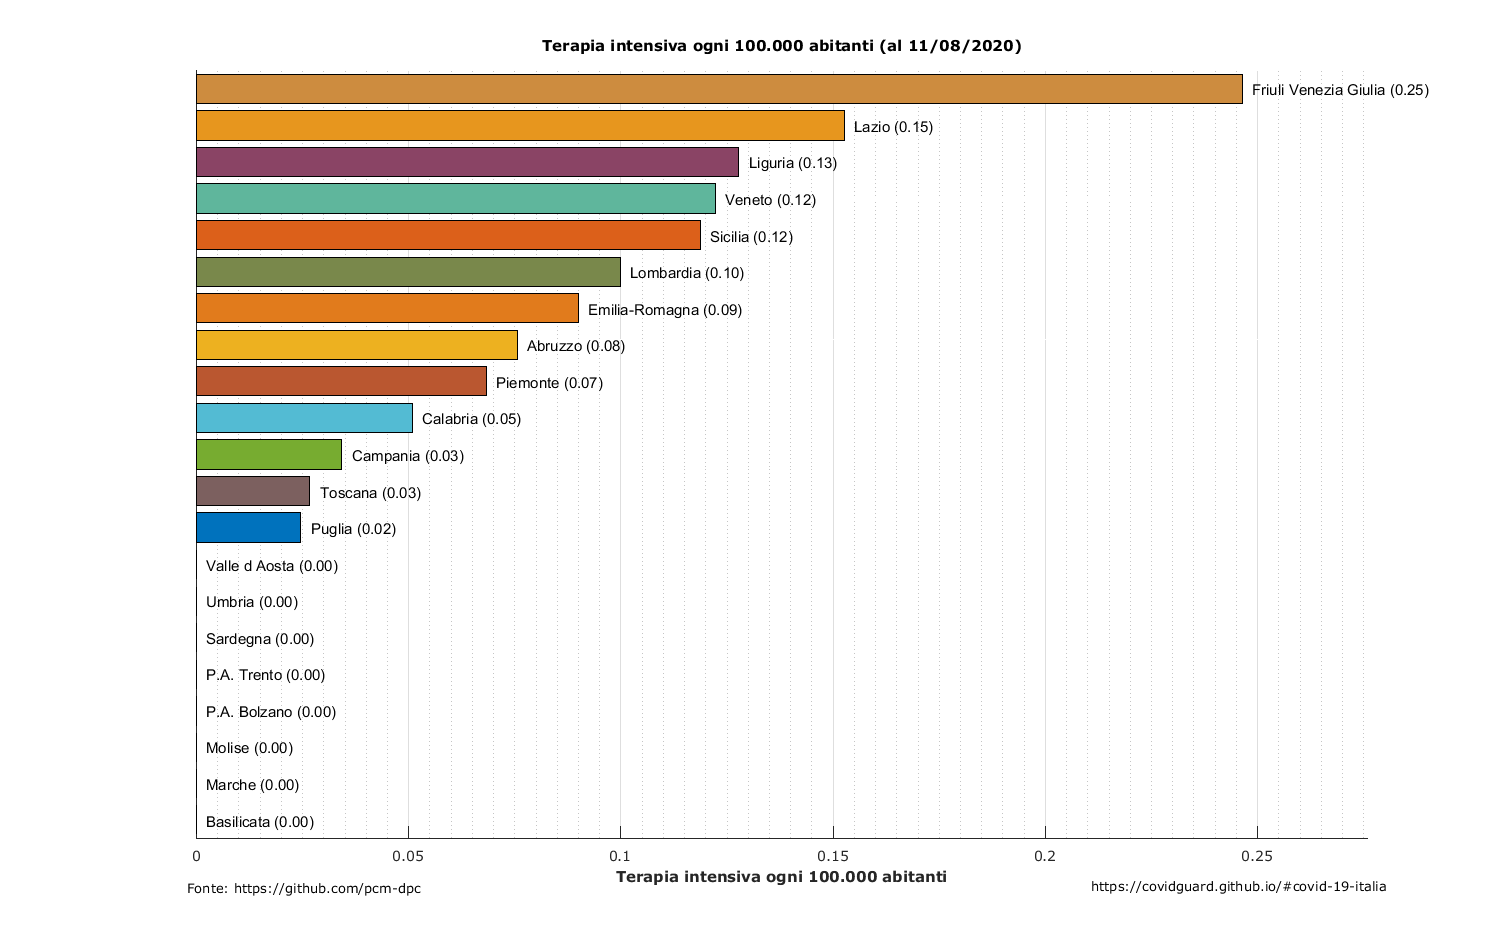 Terapia intensiva ogni 100.000 abitanti (al 11/08/2020)
Friuli Venezia Giulia (0.25)
Lazio (0.15)
Liguria (0.13)
Veneto (0.12)
Sicilia (0.12)
Lombardia (0.10)
Emilia-Romagna (0.09)
Abruzzo (0.08)
Piemonte (0.07)
Calabria (0.05)
Campania (0.03)
Toscana (0.03)
Puglia (0.02)
Valle d Aosta (0.00)
Umbria (0.00)
Sardegna (0.00)
P.A. Trento (0.00)
P.A. Bolzano (0.00)
Molise (0.00)
Marche (0.00)
Basilicata (0.00)
0 0.05 0.1 0.15 0.2 0.25
Terapia intensiva ogni 100.000 abitanti
Fonte: https://github.com/pcm-dpc
https://covidguard.github.io/#covid-19-italia